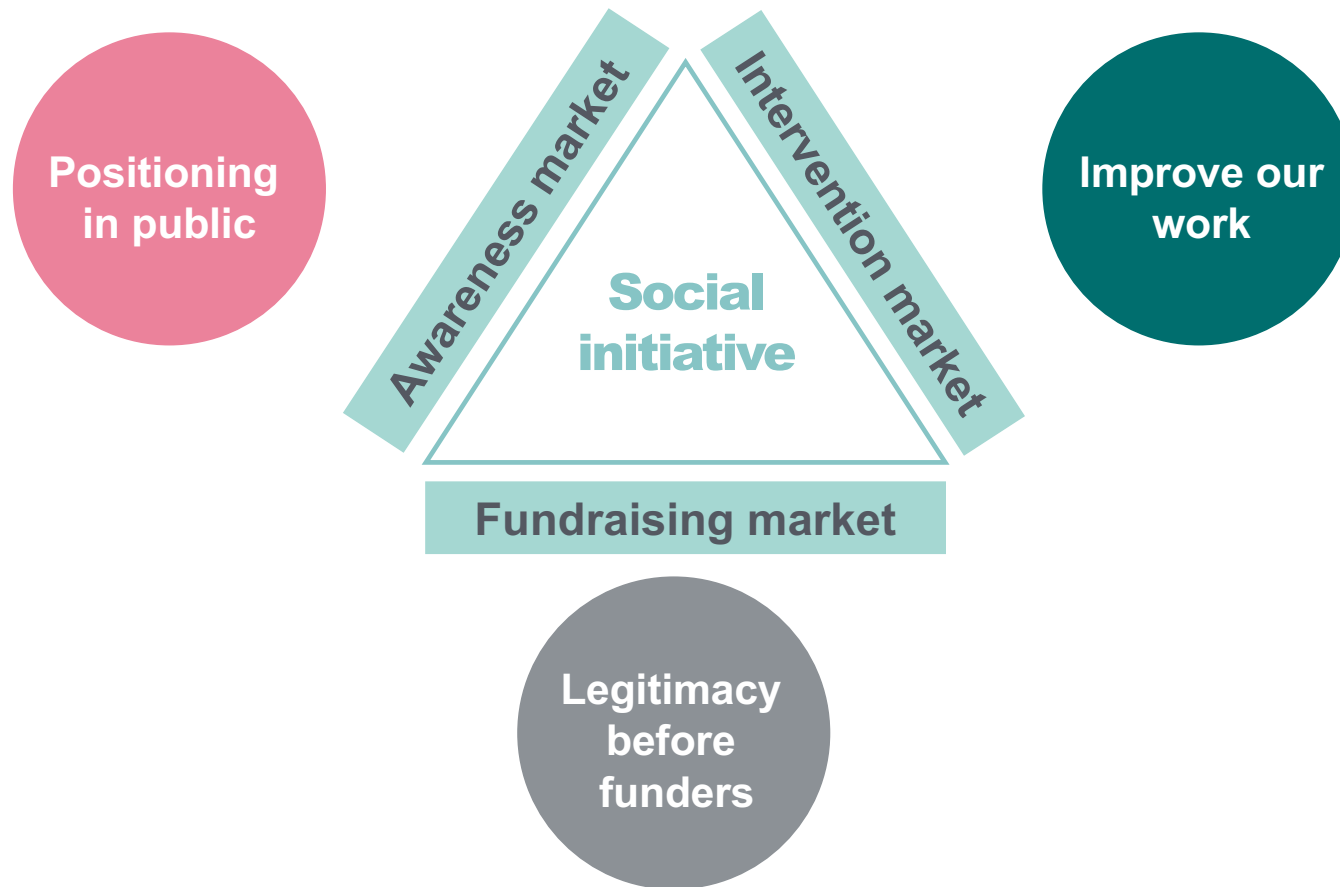 Positioning
in public
Awareness market
Intervention market
Improve our
work
Social
initiative
Fundraising market
Legitimacy
before
funders